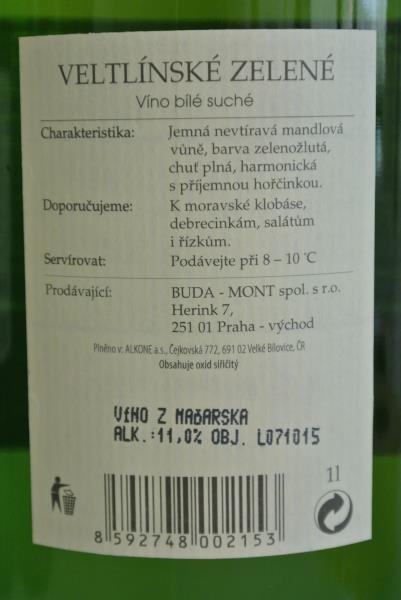 VELTLÍNSKÉ ZELENÉ
Víno bílé suché
Charakteristika: Jemná nevtíravá mandlová
vůně, barva zelenožlutá,
chuť plná, harmonická
s příjemnou hořčinkou.
Doporučujeme: K moravské klobáse,
debrecinkám, salátům
i řízkům.
Servírovat: Podávejte při 8 – 10 °C
Prodávající: BUDA - MONT spol. s r.o.
Herink 7,
251 01 Praha - východ
Plněno v: ALKONE a.s., Čejkovská 772, 691 02 Velké Bílovice, ČR
Obsahuje oxid siřičitý
VÍNO Z MAĎARSKA
ALK.:11,0% OBJ. L071015
1l
8 592748 002153